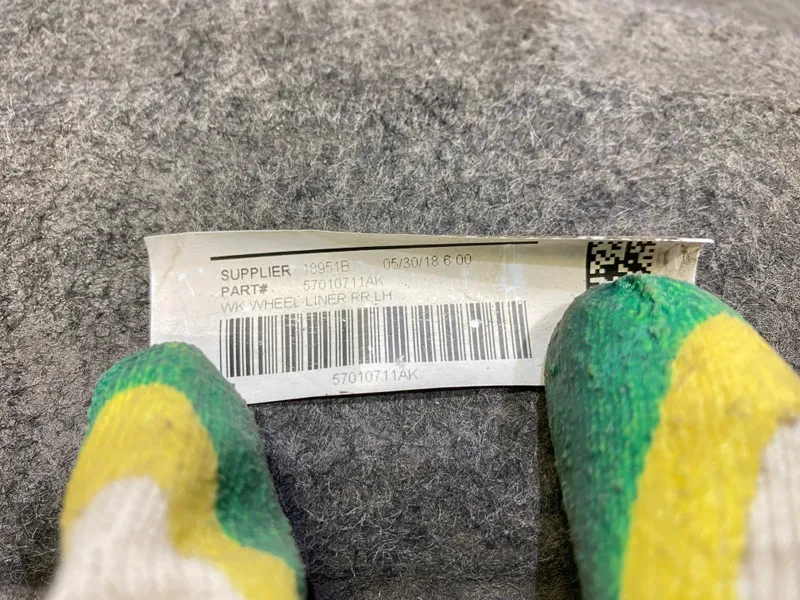 SUPPLIER 18951B 05/30/18 6 00
PART# 57010711AK
WK WHEEL LINER RR LH
57010711AK